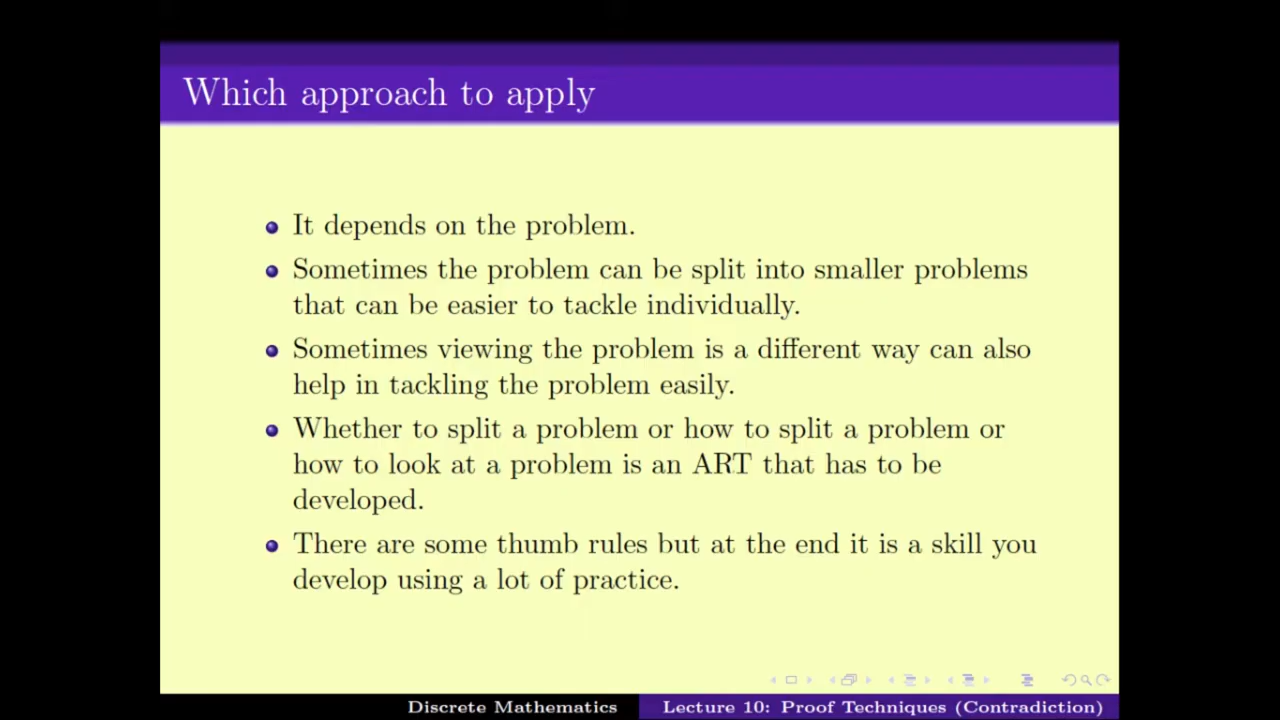 Which approach to apply
It depends on the problem.
Sometimes the problem can be split into smaller problems
that can be easier to tackle individually.
Sometimes viewing the problem is a different way can also
help in tackling the problem easily.
Whether to split a problem or how to split a problem or
how to look at a problem is an ART that has to be
developed.
There are some thumb rules but at the end it is a skill you
develop using a lot of practice.
Discrete Mathematics
Lecture 10: Proof Techniques (Contradiction)